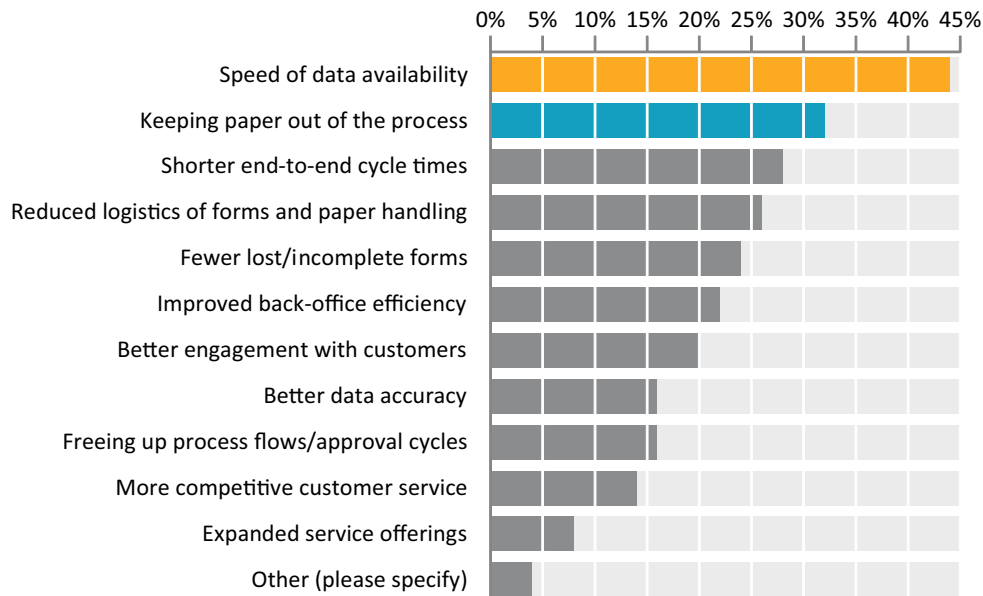 0% 5% 10% 15% 20% 25% 30% 35% 40% 45%
Speed of data availability
Keeping paper out of the process
Shorter end-to-end cycle times
Reduced logistics of forms and paper handling
Fewer lost/incomplete forms
Improved back-office efficiency
Better engagement with customers
Better data accuracy
Freeing up process flows/approval cycles
More competitive customer service
Expanded service offerings
Other (please specify)